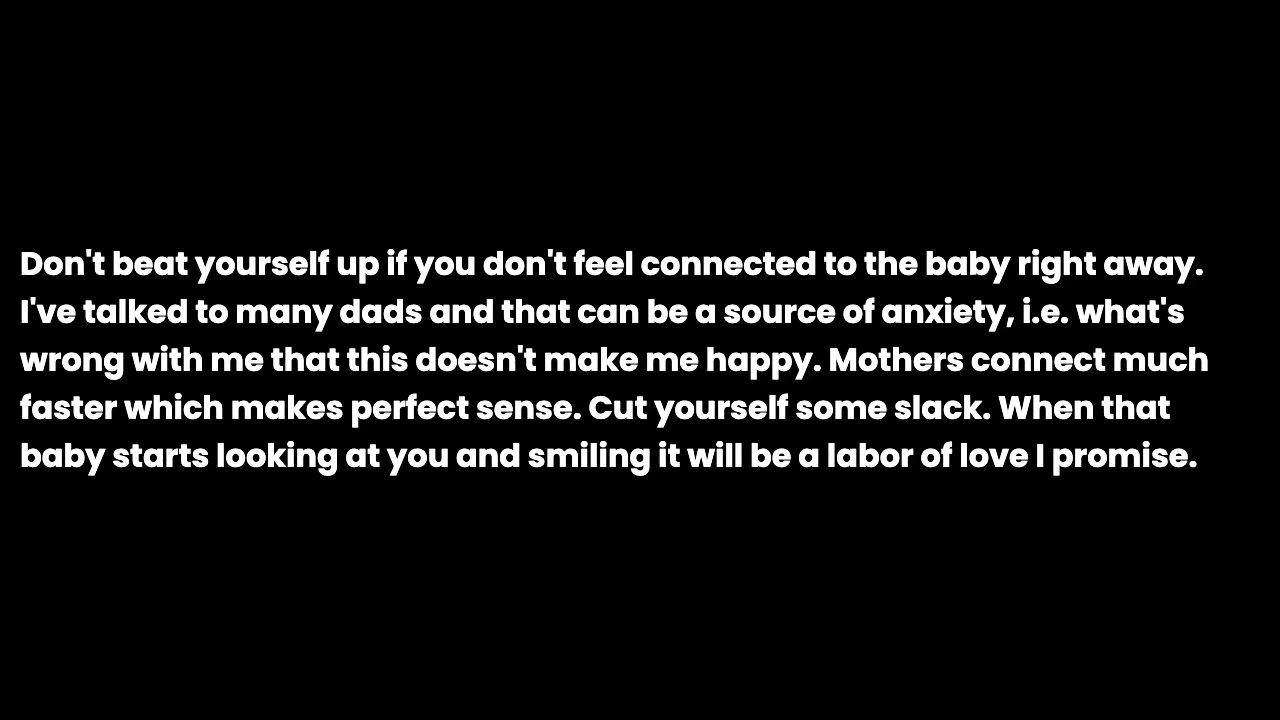 Don't beat yourself up if you don't feel connected to the baby right away.
I've talked to many dads and that can be a source of anxiety, i.e. what's
wrong with me that this doesn't make me happy. Mothers connect much
faster which makes perfect sense. Cut yourself some slack. When that
baby starts looking at you and smiling it will be a labor of love I promise.